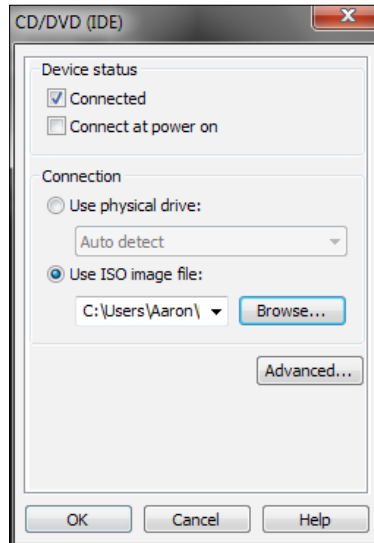 CD/DVD (IDE)
Device status
Connected
Connect at power on
Connection
Use physical drive:
Auto detect
Use ISO image file:
C:\Users\Aaron\
Browse...
Advanced...
OK
Cancel
Help